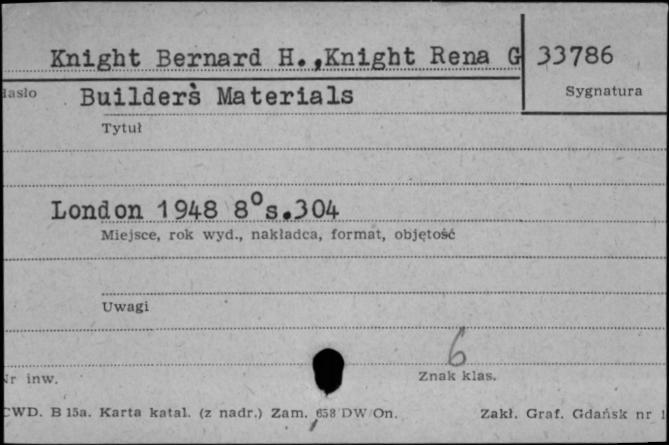 Knight Bernard H.,Knight Rena G 33786
Hasło Builder's Materials Sygnatura
Tytuł
London 1948 8° s.304
Miejsce, rok wyd., nakładca, format, objętość
Uwagi
6
Nr inw. Znak klas.
CWD. B 15a. Karta katal. (z nadr.) Zam. 658 DW/On. Zakł. Graf. Gdańsk nr 1